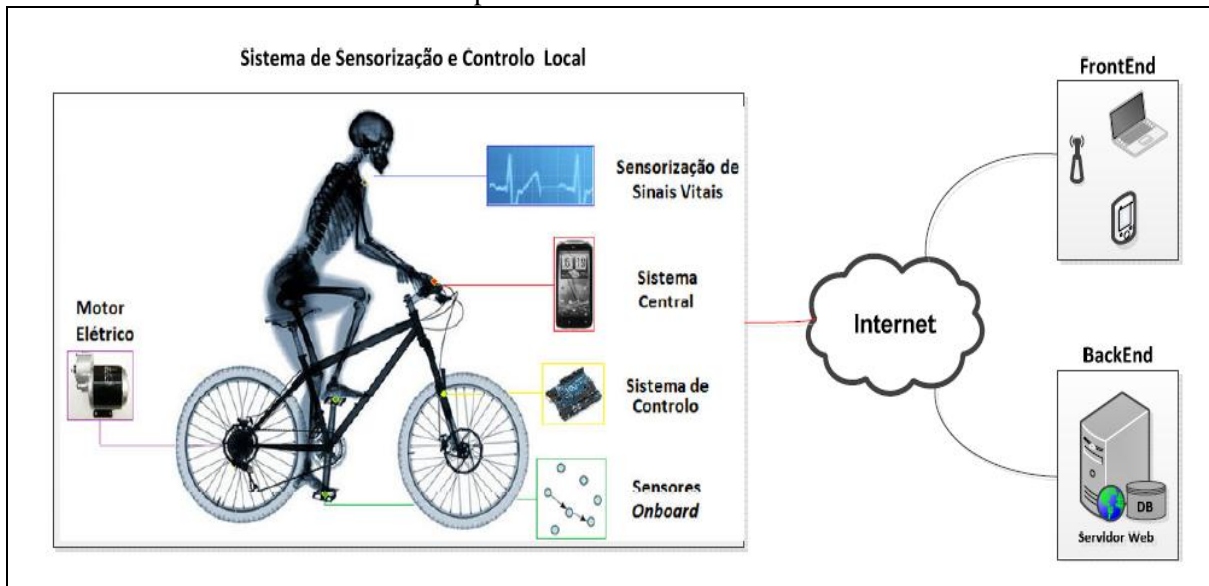 Sistema de Sensorização e Controlo Local
FrontEnd
Sensorização de
Sinais Vitais
Sistema
Central
Motor
Elétrico
Internet
Sistema de
Controlo
BackEnd
Sensores
Onboard
DB
Servidor Web